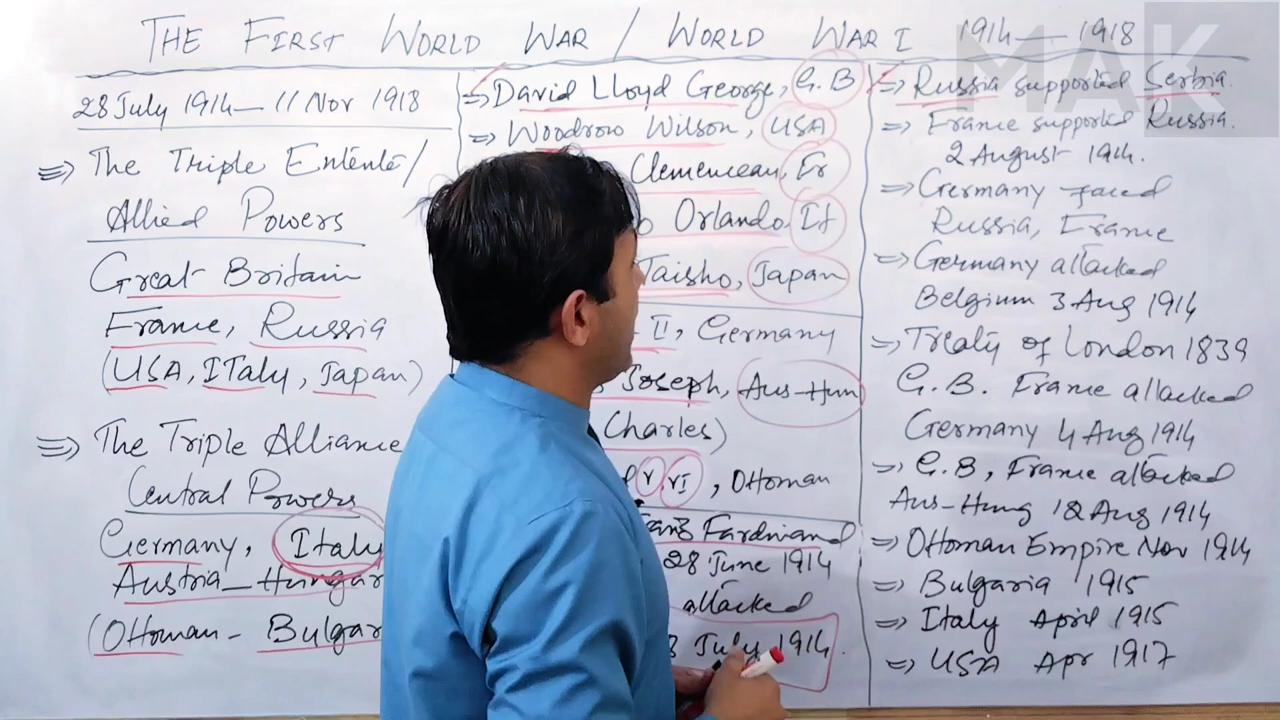 THE FIRST WORLD WAR / WORLD WAR I 1914 — 1918
MAK
28 July 1914 — 11 Nov 1918
=> The Triple Entente /
Allied Powers
Great Britain
France, Russia
(USA, ITaly, Japan)
=> The Triple Alliance
Central Powers
Germany, Italy
Austria - Hungar
(Ottoman - Bulgar
=> David Lloyd George, G.B
=> Woodrow Wilson, USA
Clemenceau, Fr
Orlando, It
Taisho, Japan
II, Germany
Joseph, Aus-Hun
Charles)
V VI, Ottoman
Franz Fardinand
28 June 1914
attacked
July 1914.
=> Russia supported Serbia.
=> France supported Russia.
2 August 1914.
=> Germany faced
Russia, France
=> Germany attacked
Belgium 3 Aug 1914
=> Treaty of London 1839
G.B. France attacked
Germany 4 Aug 1914
=> G.B, France attacked
Aus-Hung 12 Aug 1914
=> Ottoman Empire Nov 1914
=> Bulgaria 1915
=> Italy April 1915
=> USA Apr 1917